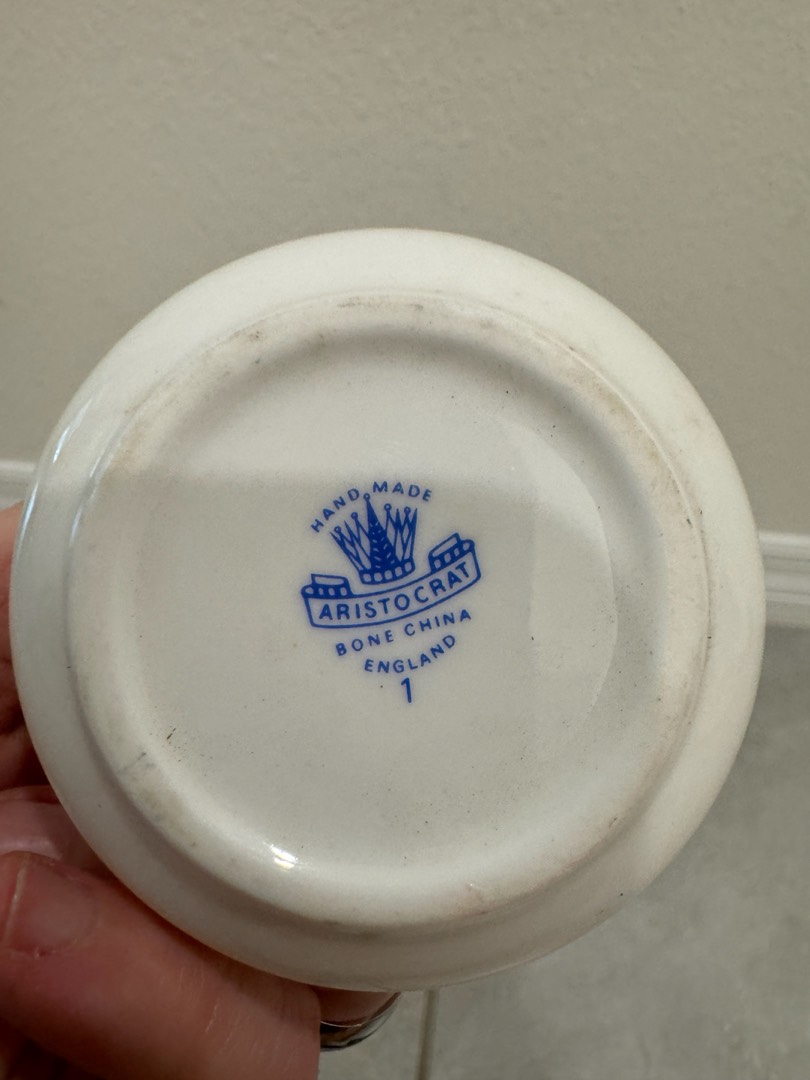 HAND MADE
ARISTOCRAT
BONE CHINA
ENGLAND
1